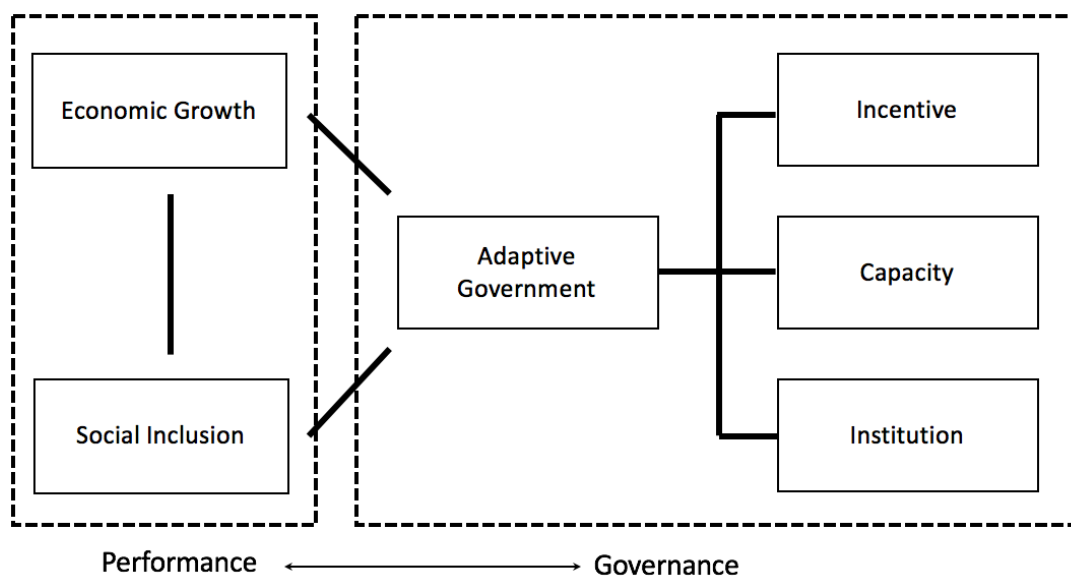 Economic Growth
Social Inclusion
Adaptive
Government
Incentive
Capacity
Institution
Performance
Governance